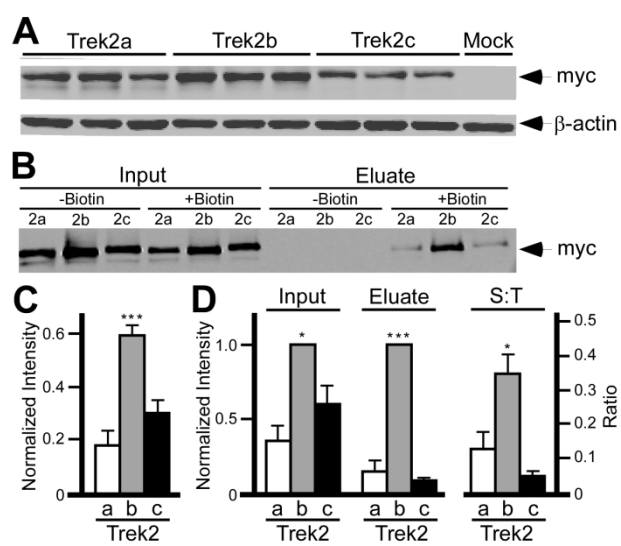 A
Trek2a Trek2b Trek2c Mock
myc
β-actin
B
Input Eluate
-Biotin +Biotin -Biotin +Biotin
2a 2b 2c 2a 2b 2c 2a 2b 2c 2a 2b 2c
myc
C
Normalized Intensity
0.6
0.4
0.2
0
***
a b c
Trek2
D
Input Eluate S:T
Normalized Intensity
1.0
0.5
0
* *** *
0.5
0.4
0.3
0.2
0.1
0
Ratio
a b c a b c a b c
Trek2 Trek2 Trek2